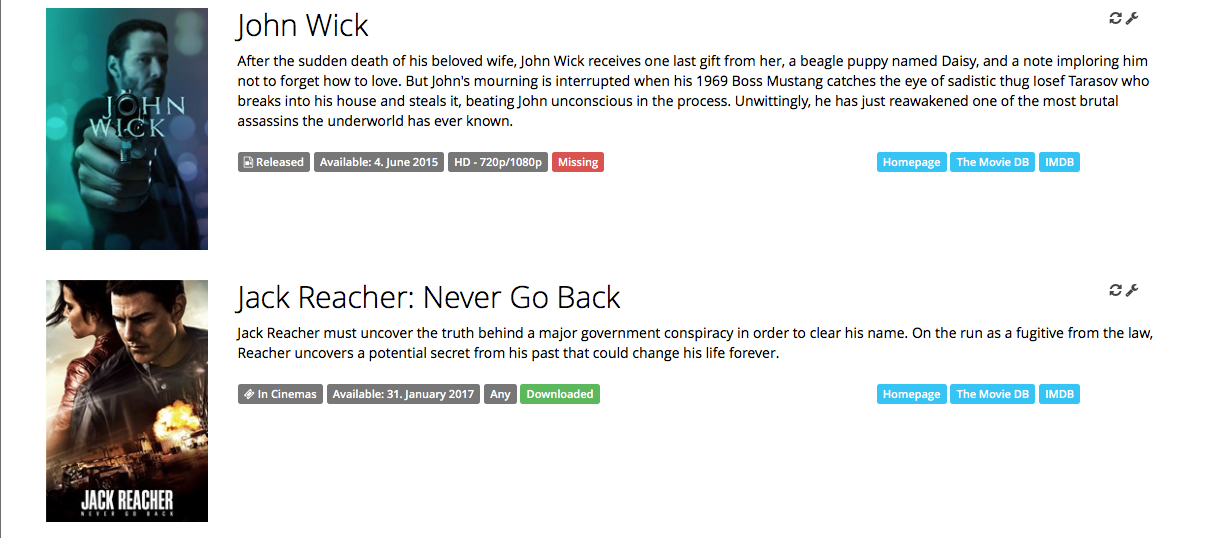 John Wick
After the sudden death of his beloved wife, John Wick receives one last gift from her, a beagle puppy named Daisy, and a note imploring him
not to forget how to love. But John's mourning is interrupted when his 1969 Boss Mustang catches the eye of sadistic thug Iosef Tarasov who
breaks into his house and steals it, beating John unconscious in the process. Unwittingly, he has just reawakened one of the most brutal
assassins the underworld has ever known.
Released Available: 4. June 2015 HD - 720p/1080p Missing Homepage The Movie DB IMDB
JOHN
WICK
Jack Reacher: Never Go Back
Jack Reacher must uncover the truth behind a major government conspiracy in order to clear his name. On the run as a fugitive from the law,
Reacher uncovers a potential secret from his past that could change his life forever.
In Cinemas Available: 31. January 2017 Any Downloaded Homepage The Movie DB IMDB
JACK REACHER
NEVER GO BACK